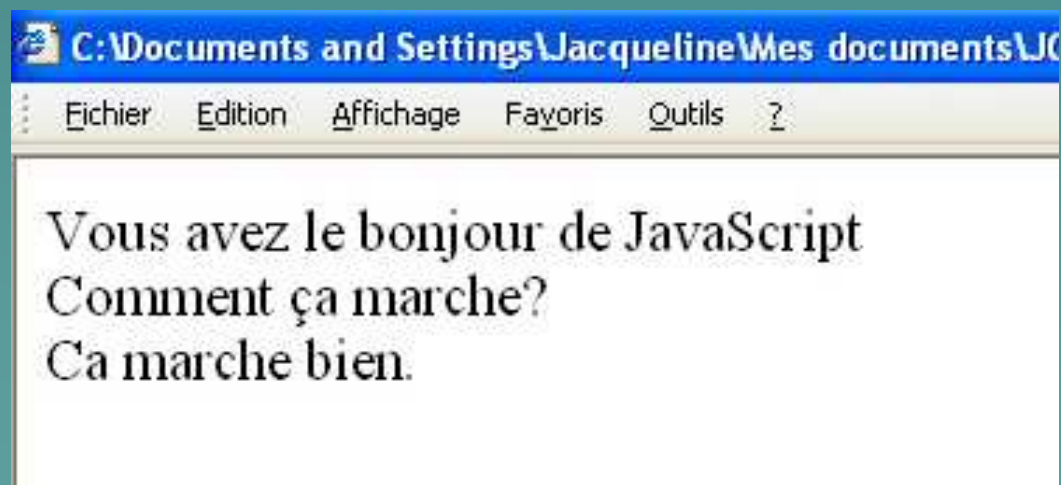 C:\Documents and Settings\Jacqueline\Mes documents\
Fichier Edition Affichage Favoris Outils ?
Vous avez le bonjour de JavaScript
Comment ça marche?
Ca marche bien.